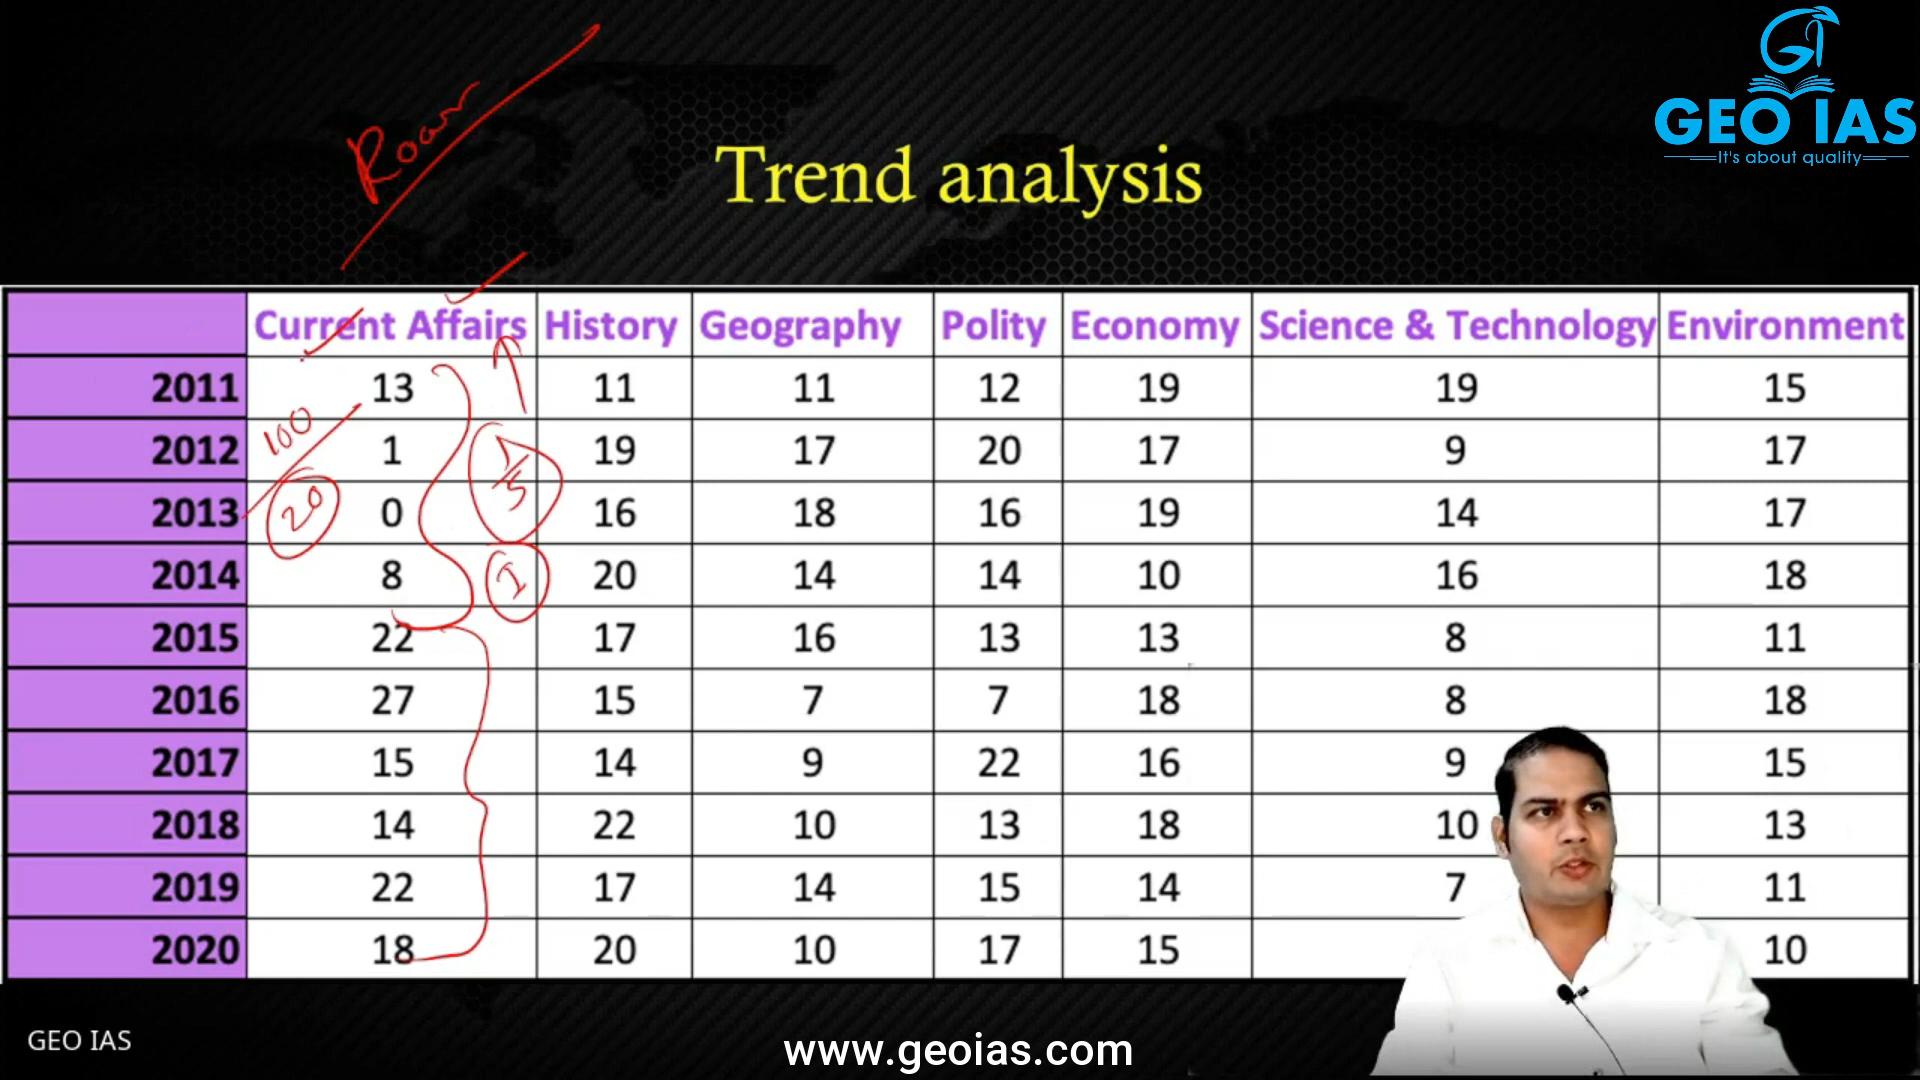 GEO IAS
It's about quality
Roar
Trend analysis
Current Affairs History Geography Polity Economy Science & Technology Environment
2011 13 11 11 12 19 19 15
2012 1 19 17 20 17 9 17
2013 0 16 18 16 19 14 17
2014 8 20 14 14 10 16 18
2015 22 17 16 13 13 8 11
2016 27 15 7 7 18 8 18
2017 15 14 9 22 16 9 15
2018 14 22 10 13 18 10 13
2019 22 17 14 15 14 7 11
2020 18 20 10 17 15 10
100
20
1
5
I
GEO IAS
www.geoias.com